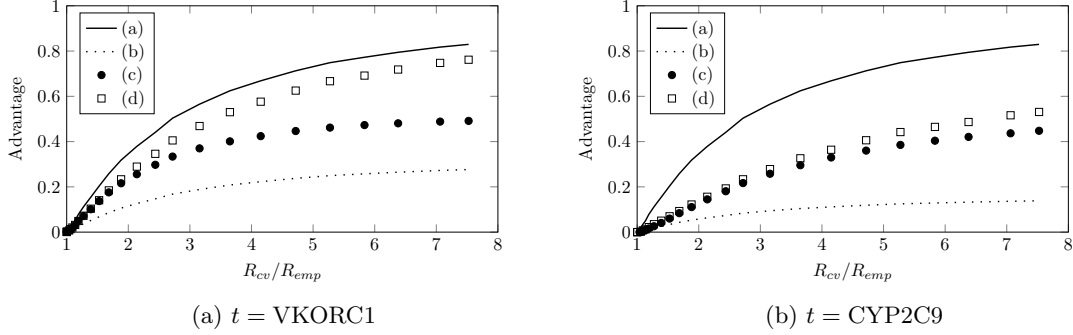 1
0.8
0.6
0.4
0.2
0
Advantage
(a)
(b)
(c)
(d)
1 2 3 4 5 6 7 8
R_cv/R_emp
(a) t = VKORC1
1
0.8
0.6
0.4
0.2
0
Advantage
(a)
(b)
(c)
(d)
1 2 3 4 5 6 7 8
R_cv/R_emp
(b) t = CYP2C9